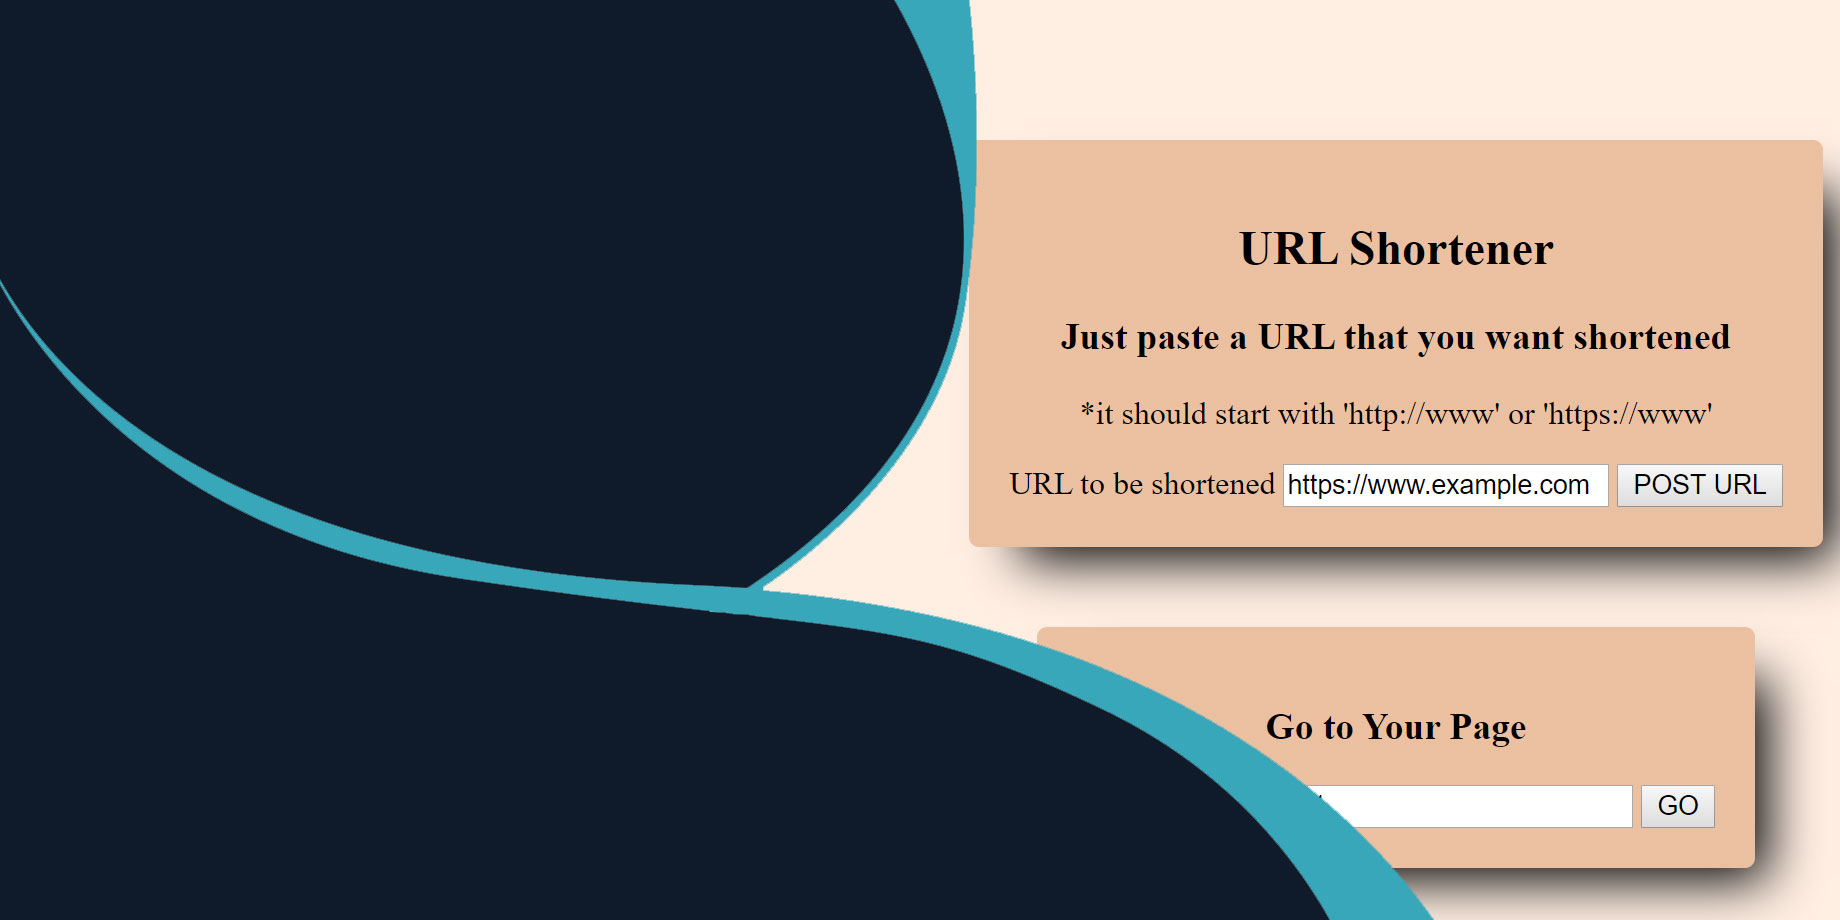 URL Shortener
Just paste a URL that you want shortened
*it should start with 'http://www' or 'https://www'
URL to be shortened https://www.example.com POST URL
Go to Your Page
GO